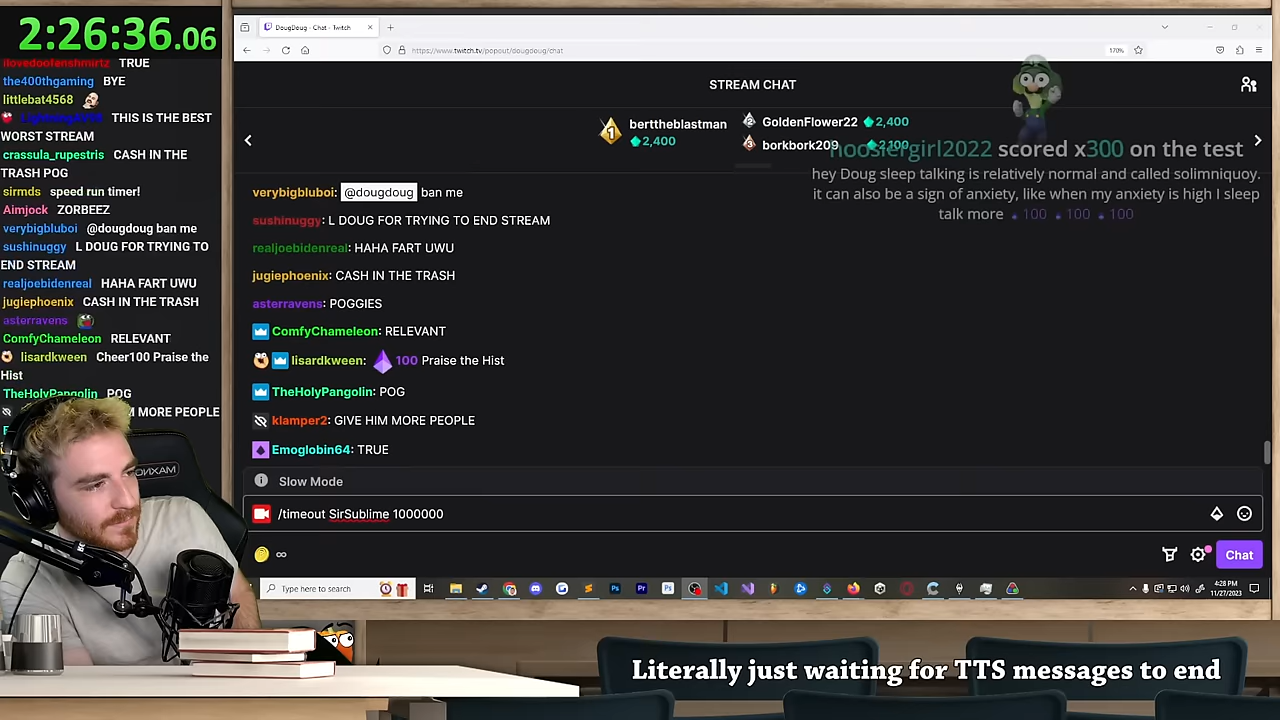 2:26:36.06
ilovedoofenshmirtz TRUE
the400thgaming BYE
littlebat4568
THIS IS THE BEST
WORST STREAM
crassula_rupestris CASH IN THE
TRASH POG
sirmds speed run timer!
Aimjock ZORBEEZ
verybigbluboi @dougdoug ban me
sushinuggy L DOUG FOR TRYING TO
END STREAM
realjoebidenreal HAHA FART UWU
jugiephoenix CASH IN THE TRASH
asterravens
ComfyChameleon RELEVANT
lisardkween Cheer100 Praise the
Hist
TheHolyPangolin POG
MORE PEOPLE
DougDoug - Chat - Twitch
https://www.twitch.tv/popout/dougdoug/chat
170%
STREAM CHAT
1 berttheblastman 2,400
2 GoldenFlower22 2,400
3 borkbork209 2,100
hoosiergirl2022 scored x300 on the test
hey Doug sleep talking is relatively normal and called solimniquoy.
it can also be a sign of anxiety, like when my anxiety is high I sleep
talk more 100 100 100
verybigbluboi: @dougdoug ban me
sushinuggy: L DOUG FOR TRYING TO END STREAM
realjoebidenreal: HAHA FART UWU
jugiephoenix: CASH IN THE TRASH
asterravens: POGGIES
ComfyChameleon: RELEVANT
lisardkween: 100 Praise the Hist
TheHolyPangolin: POG
klamper2: GIVE HIM MORE PEOPLE
Emoglobin64: TRUE
Slow Mode
/timeout SirSublime 1000000
∞
Chat
Type here to search
4:28 PM
11/27/2023
Literally just waiting for TTS messages to end